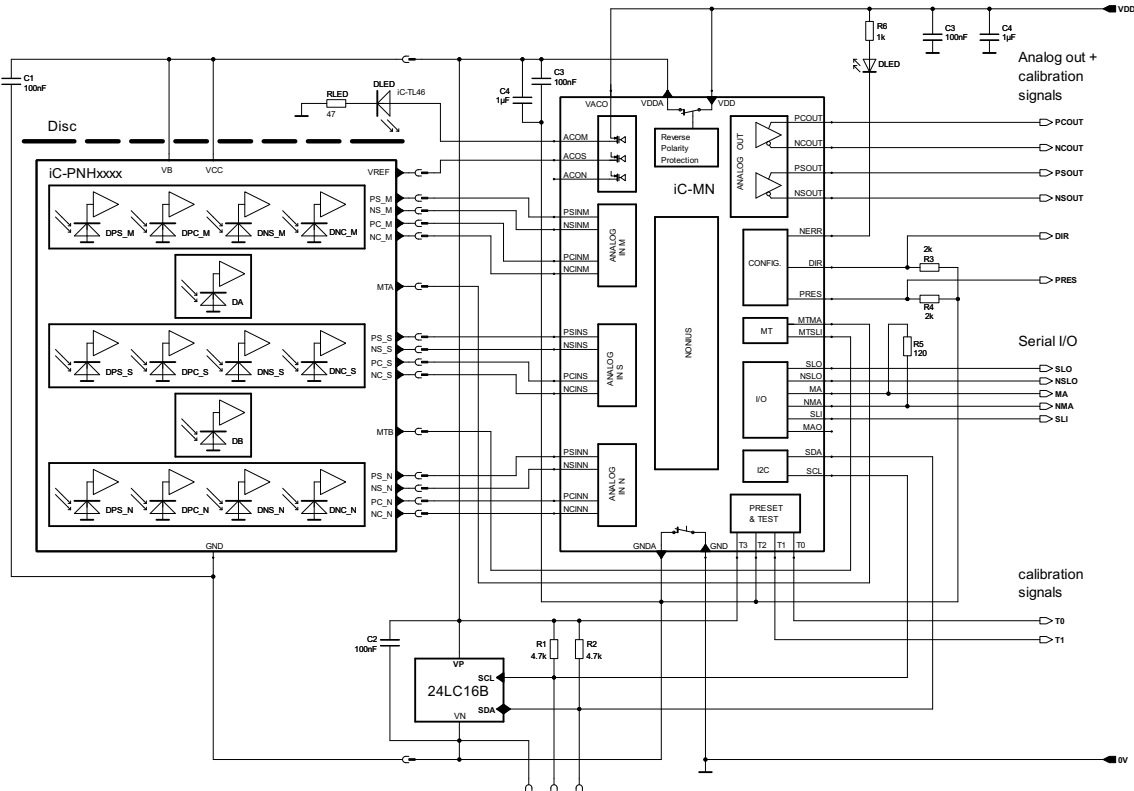 VDD
R6
1k
C3
100nF
C4
1µF
DLED
Analog out +
calibration
signals
C1
100nF
RLED
47
DLED
iC-TL46
C4
1µF
C3
100nF
VACO
VDDA
VDD
Disc
iC-PNHxxxx
VB
VCC
VREF
ACOM
ACOS
ACON
Reverse
Polarity
Protection
iC-MN
ANALOG OUT
PCOUT
NCOUT
PSOUT
NSOUT
PCOUT
NCOUT
PSOUT
NSOUT
DPS_M
DPC_M
DNS_M
DNC_M
PS_M
NS_M
PC_M
NC_M
PSINM
NSINM
PCINM
NCINM
ANALOG
IN M
NERR
CONFIG.
DIR
PRES
2k
R3
R4
2k
DIR
PRES
DA
MTA
NONIUS
MT
MTMA
MTSLI
R5
120
Serial I/O
DPS_S
DPC_S
DNS_S
DNC_S
PS_S
NS_S
PC_S
NC_S
PSINS
NSINS
PCINS
NCINS
ANALOG
IN S
I/O
SLO
NSLO
MA
NMA
SLI
MAO
SLO
NSLO
MA
NMA
SLI
DB
MTB
I2C
SDA
SCL
DPS_N
DPC_N
DNS_N
DNC_N
PS_N
NS_N
PC_N
NC_N
PSINN
NSINN
PCINN
NCINN
ANALOG
IN N
PRESET
& TEST
GND
GNDA
GND
T3
T2
T1
T0
calibration
signals
T0
T1
C2
100nF
R1
4.7k
R2
4.7k
VP
SCL
24LC16B
SDA
VN
0V